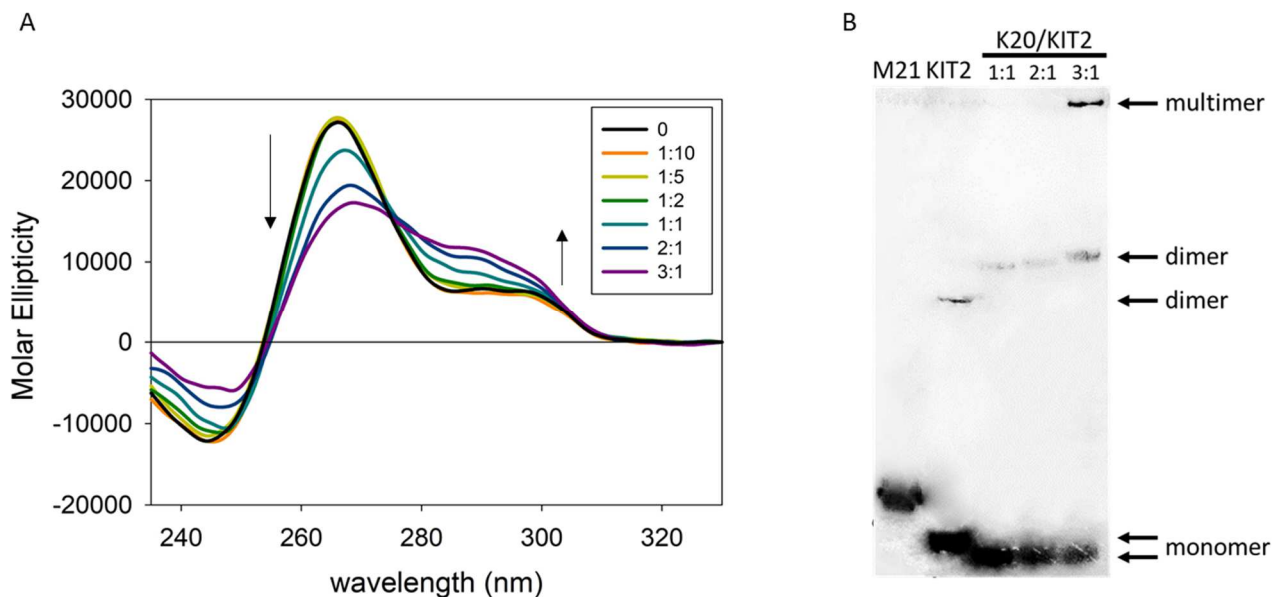 A
Molar Ellipticity
30000
20000
10000
0
-10000
-20000
240 260 280 300 320
wavelength (nm)
0
1:10
1:5
1:2
1:1
2:1
3:1
B
K20/KIT2
M21 KIT2 1:1 2:1 3:1
multimer
dimer
dimer
monomer